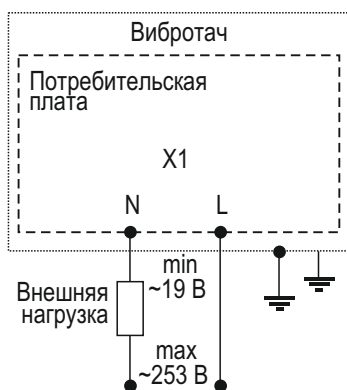 Вибротач
Потребительская
плата
X1
N
L
min
~19 В
Внешняя
нагрузка
max
~253 В